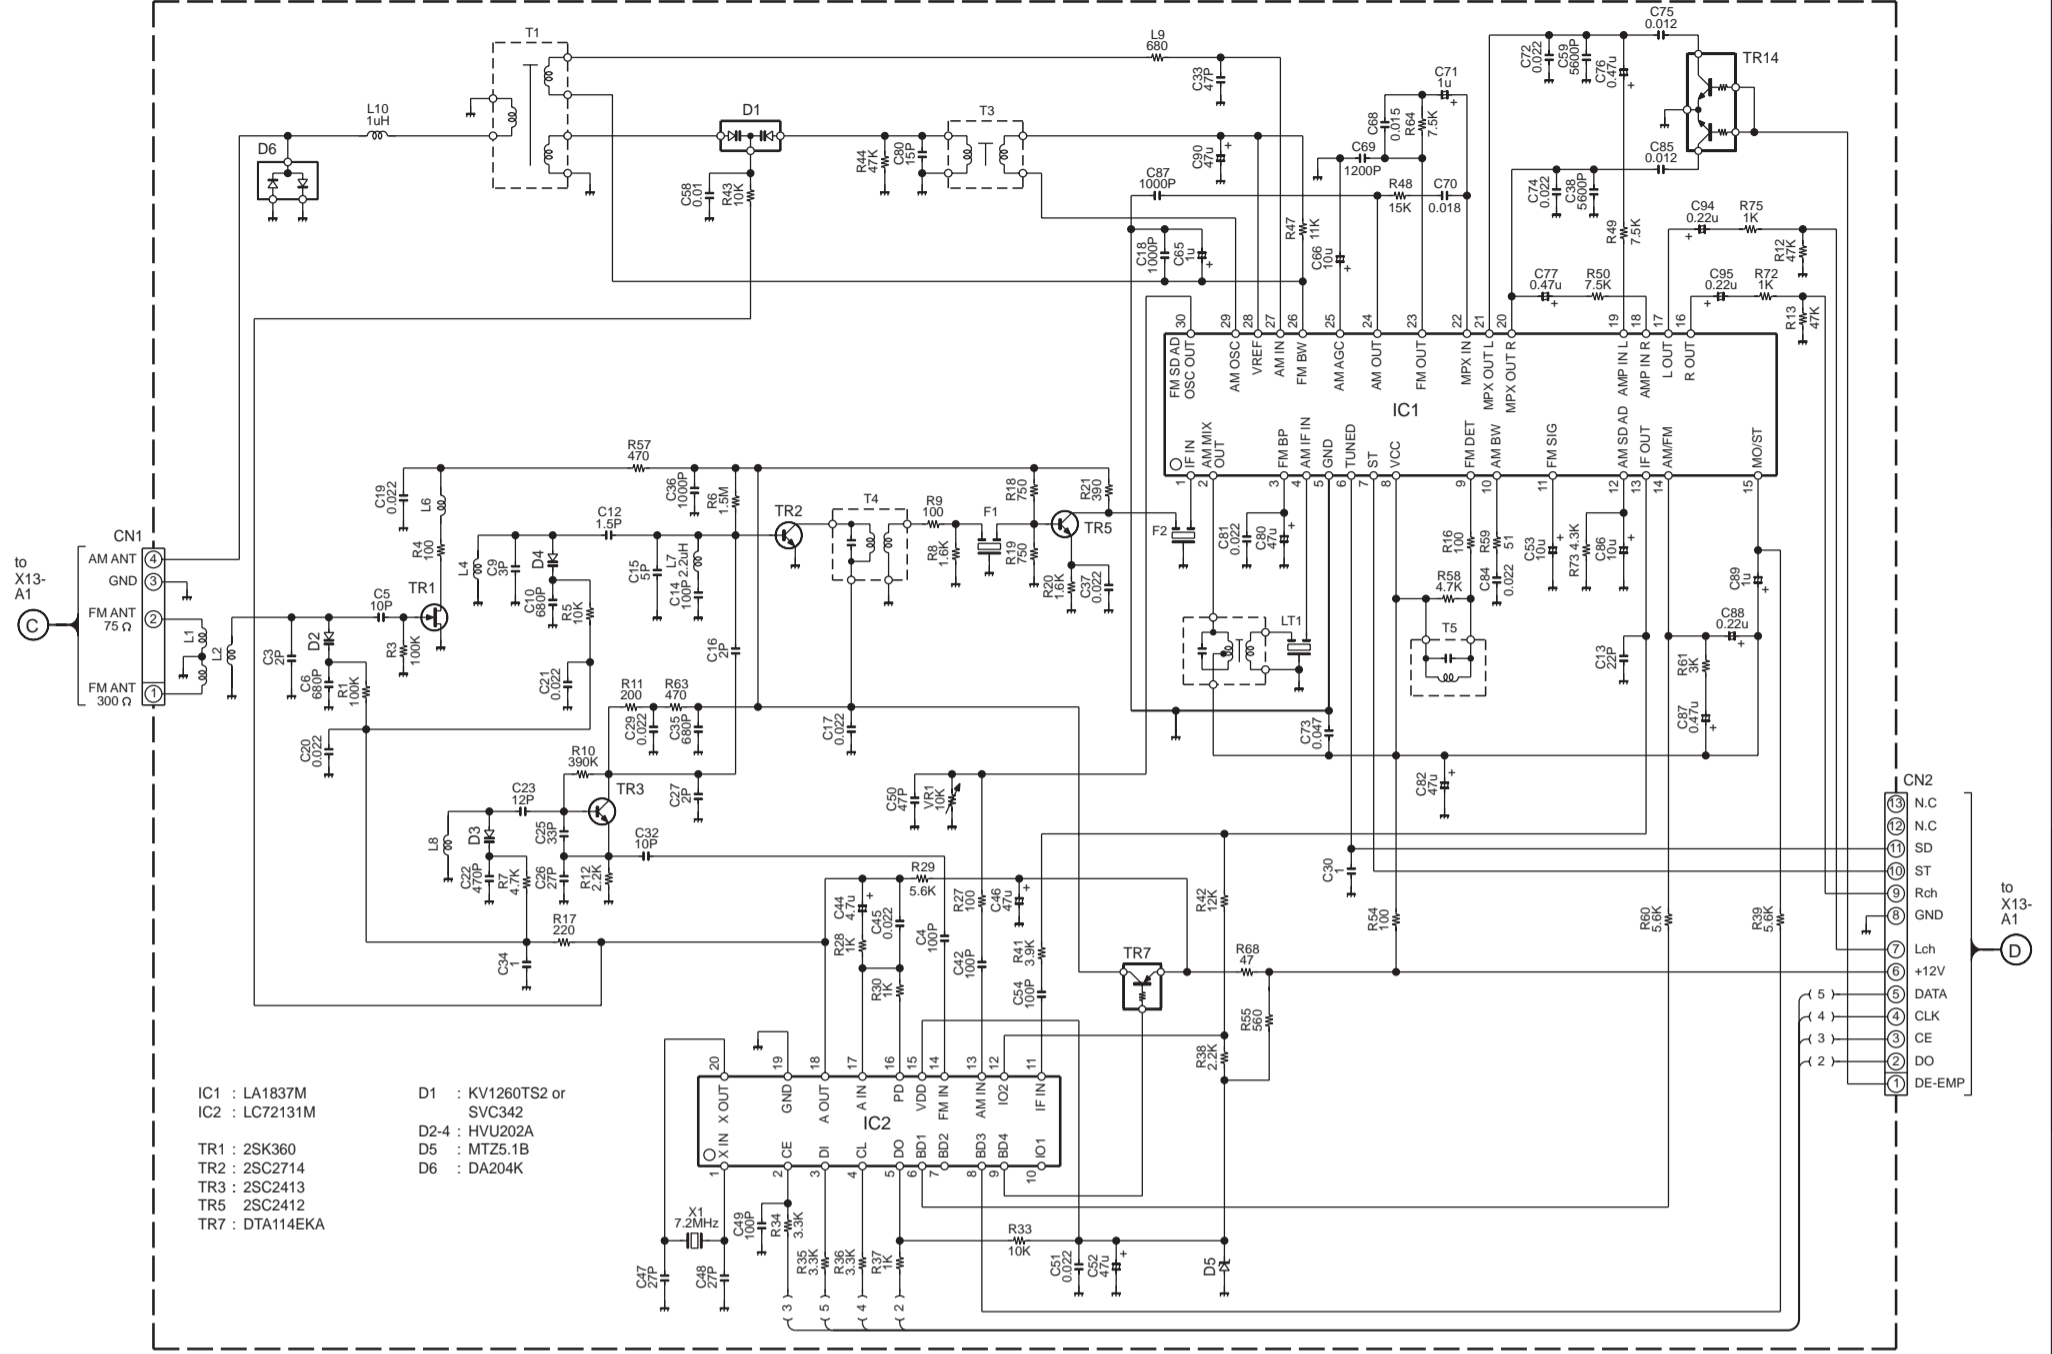 T1
L9
680
C33
47P
C71
1u
C75
0.012
C72
0.022
C59
5600P
C76
0.47u
TR14
L10
1uH
D6
D1
T3
C58
0.01
R43
10K
R44
47K
C80
15P
C90
47u
C68
0.015
R64
7.5K
C69
1200P
C87
1000P
R48
15K
C70
0.018
C85
0.012
C74
0.022
C38
5600P
R49
7.5K
C94
0.22u
R75
1K
R12
47K
C18
1000P
C65
1u
R47
11K
C66
10u
C77
0.47u
R50
7.5K
C95
0.22u
R72
1K
R13
47K
30
29
28
27
26
25
24
23
22
21
20
19
18
17
16
FM SD AD
OSC OUT
AM OSC
VREF
AM IN
FM BW
AM AGC
AM OUT
FM OUT
MPX IN
MPX OUT L
MPX OUT R
AMP IN L
AMP IN R
L OUT
R OUT
IC1
IF IN
AM MIX
OUT
FM BP
AM IF IN
GND
TUNED
ST
VCC
FM DET
AM BW
FM SIG
AM SD AD
IF OUT
AM/FM
MO/ST
1
2
3
4
5
6
7
8
9
10
11
12
13
14
15
R57
470
C19
0.022
L6
R4
100
C36
1000P
R6
1.5M
C12
1.5P
TR2
T4
R9
100
F1
R18
750
R21
390
TR5
F2
L4
C9
3P
D4
C10
680P
R5
10K
C15
5P
L7
2.2uH
C14
100P
R8
1.6K
R19
750
R20
1.6K
C37
0.022
C81
0.022
C80
47u
R16
100
R59
51
C84
0.022
C53
10u
R73 4.3K
C86
10u
C89
1u
R58
4.7K
T5
LT1
C13
22P
C88
0.22u
R61
3K
C87
0.47u
C73
0.047
C82
47u
to
X13-
A1
C
CN1
AM ANT
4
GND
3
FM ANT
75 Ω
2
FM ANT
300 Ω
1
L1
L2
C3
2P
D2
C6
680P
R1
100K
C5
10P
R3
100K
TR1
C21
0.022
C16
2P
C20
0.022
R11
200
R63
470
C29
0.022
C35
680P
C17
0.022
R10
390K
C27
2P
C50
47P
VR1
10K
TR3
C23
12P
L8
D3
C22
470P
R7
4.7K
C25
33P
C26
27P
R12
2.2K
C32
10P
R17
220
C34
1
C44
4.7u
C45
0.022
R28
1K
R29
5.6K
R30
1K
C4
100P
R27
100
C42
100P
C46
47u
R41
3.9K
C54
100P
R42
12K
TR7
R68
47
R55
560
R38
2.2K
C30
1
R54
100
R60
5.6K
R39
5.6K
CN2
13 N.C
12 N.C
11 SD
10 ST
9 Rch
8 GND
7 Lch
6 +12V
5 5 DATA
4 4 CLK
3 3 CE
2 2 DO
1 DE-EMP
to
X13-
A1
D
20
19
18
17
16
15
14
13
12
11
X OUT
GND
A OUT
A IN
PD
VDD
FM IN
AM IN
IO2
IF IN
IC2
X IN
CE
DI
CL
DO
BD1
BD2
BD3
BD4
IO1
1
2
3
4
5
6
7
8
9
10
X1
7.2MHz
C47
27P
C48
27P
C49
100P
R34
3.3K
R35
3.3K
R36
3.3K
R37
1K
R33
10K
C51
0.022
C52
47u
D5
3
5
4
2
IC1 : LA1837M
IC2 : LC72131M
TR1 : 2SK360
TR2 : 2SC2714
TR3 : 2SC2413
TR5 2SC2412
TR7 : DTA114EKA
D1 : KV1260TS2 or
SVC342
D2-4 : HVU202A
D5 : MTZ5.1B
D6 : DA204K